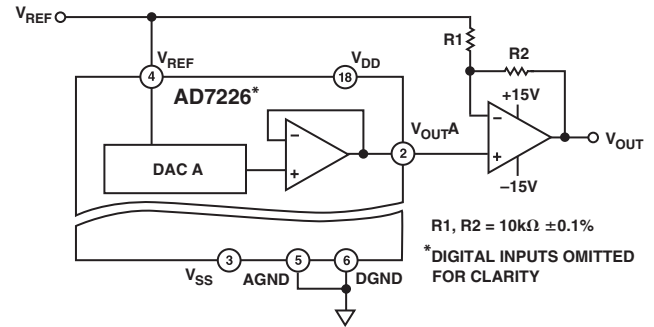 VREF
R1
R2
VREF
VDD
4
18
AD7226*
+15V
−
−
VOUTA
VOUT
2
DAC A
+
+
−15V
R1, R2 = 10kΩ ±0.1%
*DIGITAL INPUTS OMITTED
FOR CLARITY
3
5
6
VSS
AGND
DGND